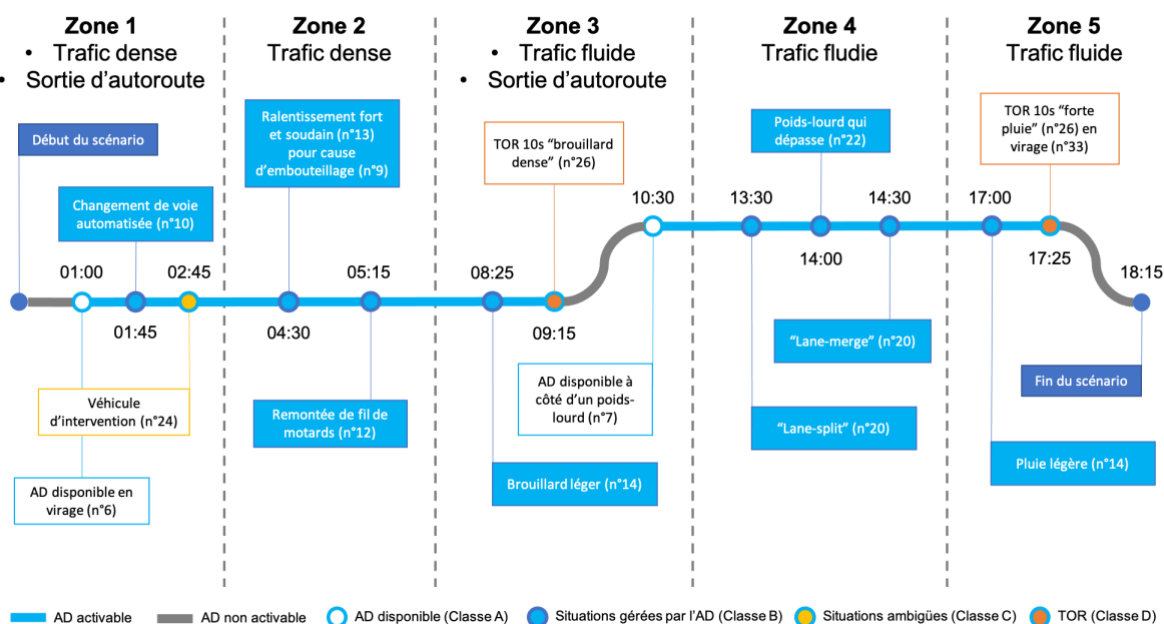 Zone 1
• Trafic dense
• Sortie d'autoroute
Zone 2
Trafic dense
Zone 3
• Trafic fluide
• Sortie d'autoroute
Zone 4
Trafic fludie
Zone 5
Trafic fluide
Début du scénario
Changement de voie
automatisée (n°10)
01:00
02:45
01:45
Véhicule
d'intervention (n°24)
AD disponible en
virage (n°6)
Ralentissement fort
et soudain (n°13)
pour cause
d'embouteillage (n°9)
05:15
04:30
Remontée de fil de
motards (n°12)
TOR 10s "brouillard
dense" (n°26)
10:30
08:25
09:15
AD disponible à
côté d'un poids-
lourd (n°7)
Brouillard léger (n°14)
Poids-lourd qui
dépasse (n°22)
13:30
14:30
14:00
"Lane-merge" (n°20)
"Lane-split" (n°20)
TOR 10s "forte
pluie" (n°26) en
virage (n°33)
17:00
17:25
18:15
Fin du scénario
Pluie légère (n°14)
AD activable
AD non activable
AD disponible (Classe A)
Situations gérées par l'AD (Classe B)
Situations ambigües (Classe C)
TOR (Classe D)